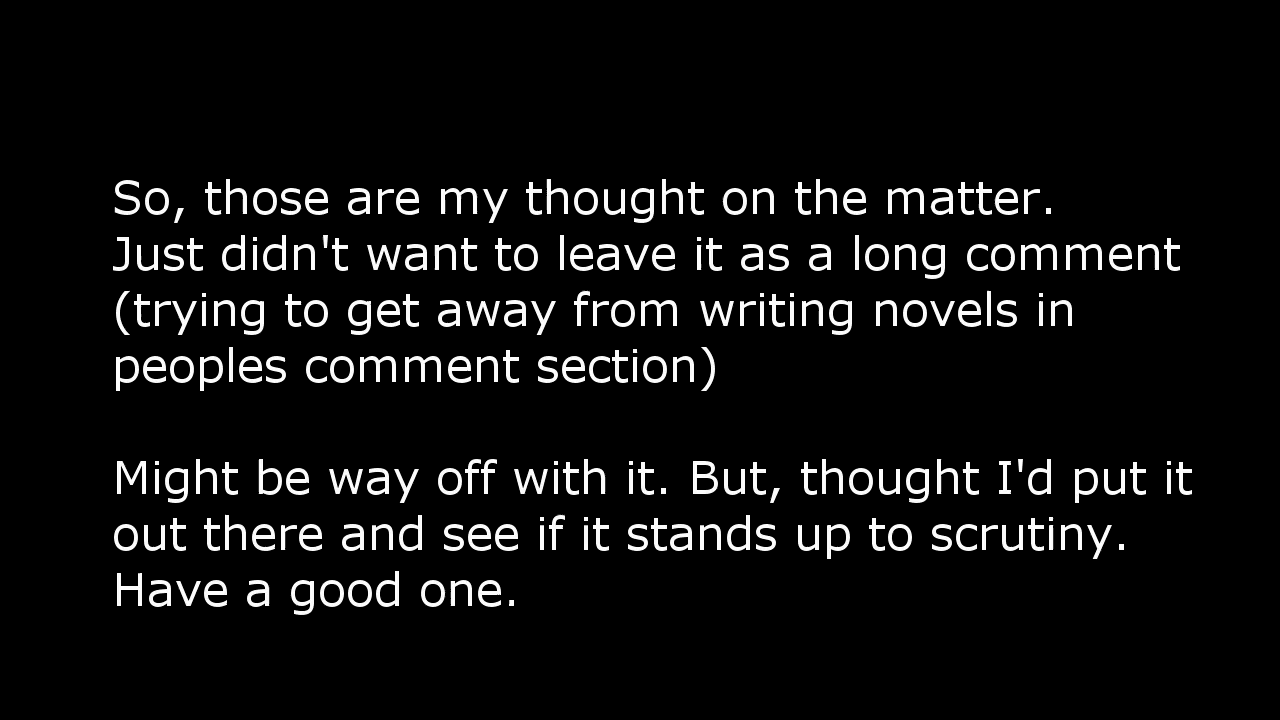 So, those are my thought on the matter.
Just didn't want to leave it as a long comment
(trying to get away from writing novels in
peoples comment section)
Might be way off with it. But, thought I'd put it
out there and see if it stands up to scrutiny.
Have a good one.